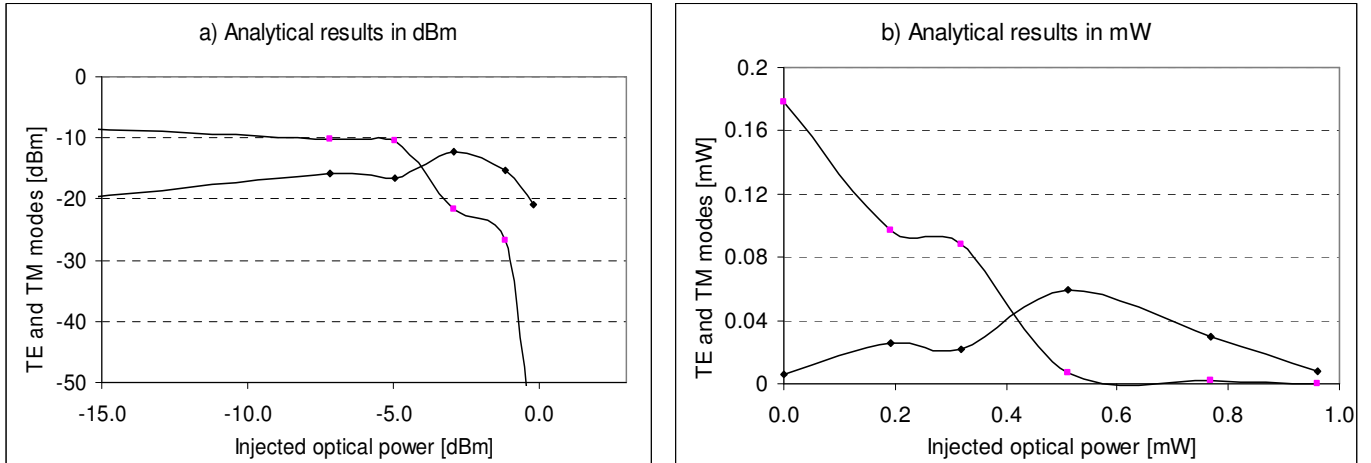 a) Analytical results in dBm
0
-10
-20
-30
-40
-50
TE and TM modes [dBm]
-15.0 -10.0 -5.0 0.0
Injected optical power [dBm]
b) Analytical results in mW
0.2
0.16
0.12
0.08
0.04
0
TE and TM modes [mW]
0.0 0.2 0.4 0.6 0.8 1.0
Injected optical power [mW]